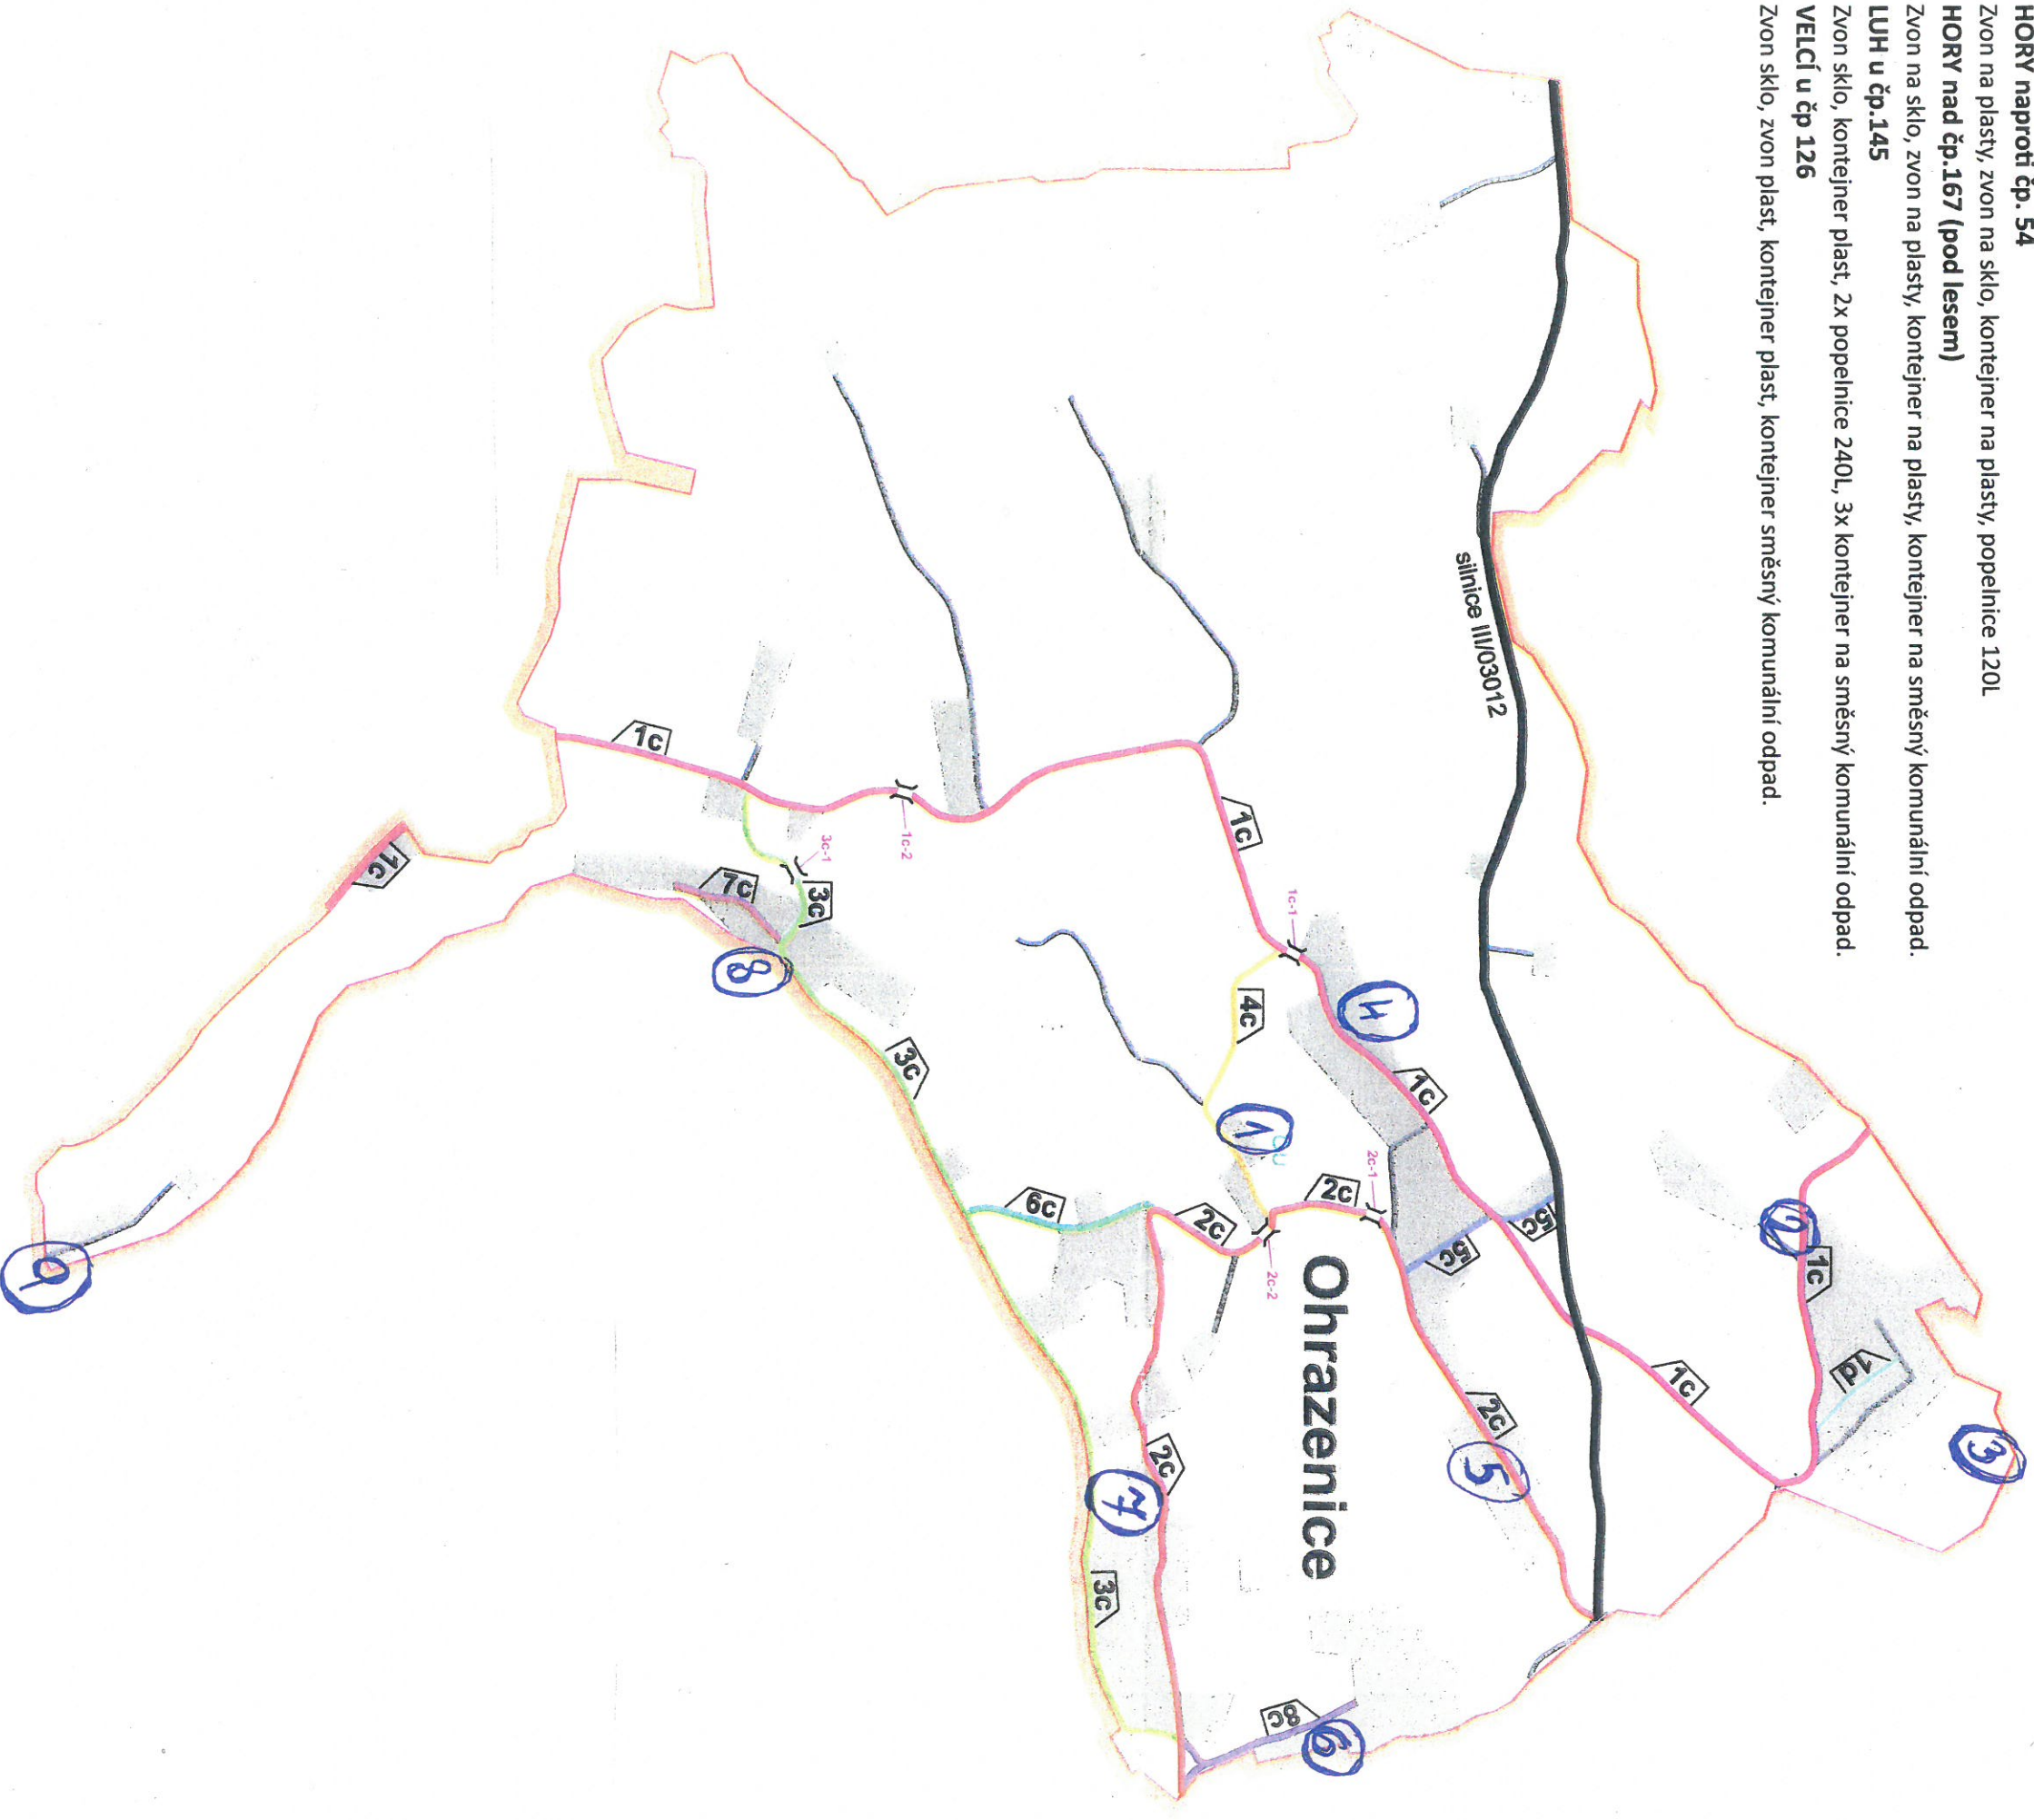 HORY naproti čp. 54
Zvon na plasty, zvon na sklo, kontejner na plasty, popelnice 120L
HORY nad čp.167 (pod lesem)
Zvon na sklo, zvon na plasty, kontejner na plasty, kontejner na směsný komunální odpad.
LUH u čp.145
Zvon sklo, kontejner plast, 2x popelnice 240L, 3x kontejner na směsný komunální odpad.
VELCÍ u čp 126
Zvon sklo, zvon plast, kontejner plast, kontejner směsný komunální odpad.
silnice III/03012
Ohrazenice
1c
1c
1c
1c
1c
1c
1c-1
1c-2
3c-1
2c-1
2c-2
3c
3c
3c
7c
4c
6c
2c
2c
2c
2c
5c
5c
8c
1d
1
2
3
4
5
6
7
8
9